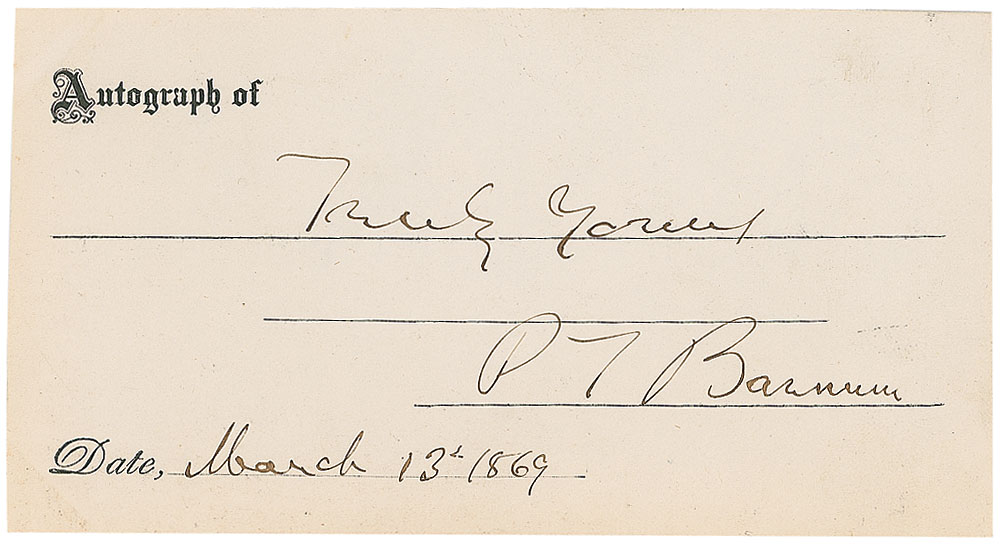 Autograph of
Truly Yours
P T Barnum
Date, March 13th 1869